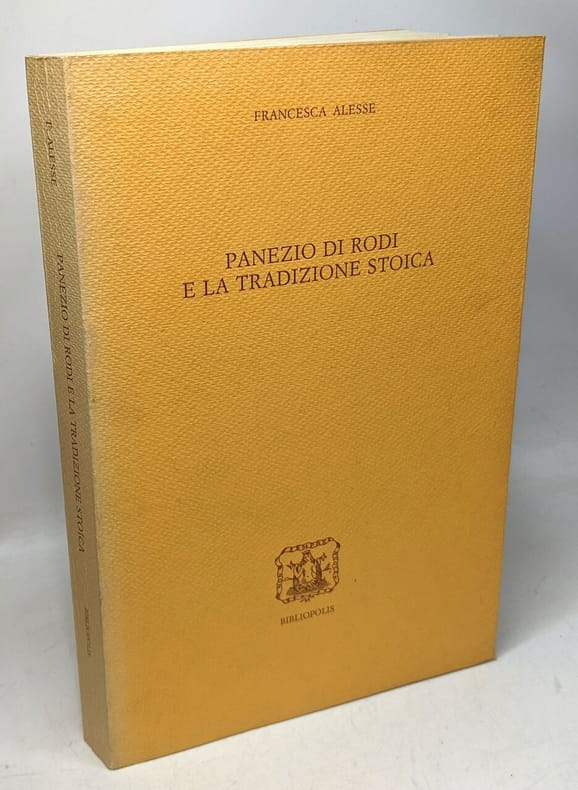 FRANCESCA ALESSE
PANEZIO DI RODI
E LA TRADIZIONE STOICA
BIBLIOPOLIS
F. ALESSE
PANEZIO DI RODI E LA TRADIZIONE STOICA
BIBLIOPOLIS